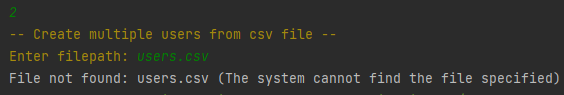 2
-- Create multiple users from csv file --
Enter filepath: users.csv
File not found: users.csv (The system cannot find the file specified)